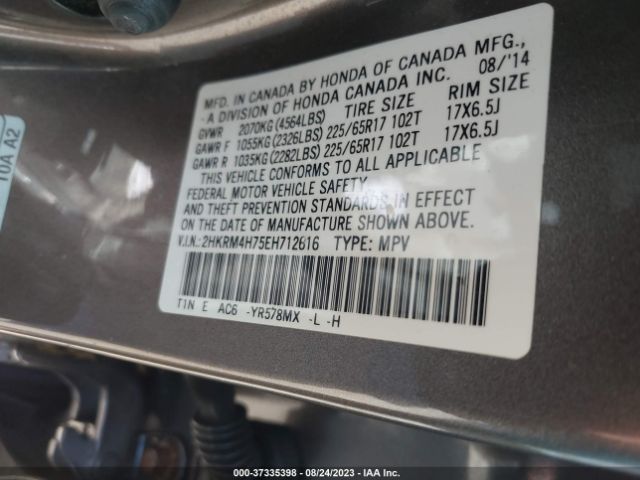 MFD. IN CANADA BY HONDA OF CANADA MFG.,
A DIVISION OF HONDA CANADA INC. 08/'14
GVWR 2070KG (4564LBS) TIRE SIZE RIM SIZE
GAWR F 1055KG (2326LBS) 225/65R17 102T 17X6.5J
GAWR R 1035KG (2282LBS) 225/65R17 102T 17X6.5J
THIS VEHICLE CONFORMS TO ALL APPLICABLE
FEDERAL MOTOR VEHICLE SAFETY
AND THEFT PREVENTION STANDARDS IN EFFECT
ON THE DATE OF MANUFACTURE SHOWN ABOVE.
V.I.N.: 2HKRM4H75EH712616 TYPE: MPV
TIN E AC6 -YR578MX -L -H
10A A2
000-37335398 - 08/24/2023 - IAA Inc.